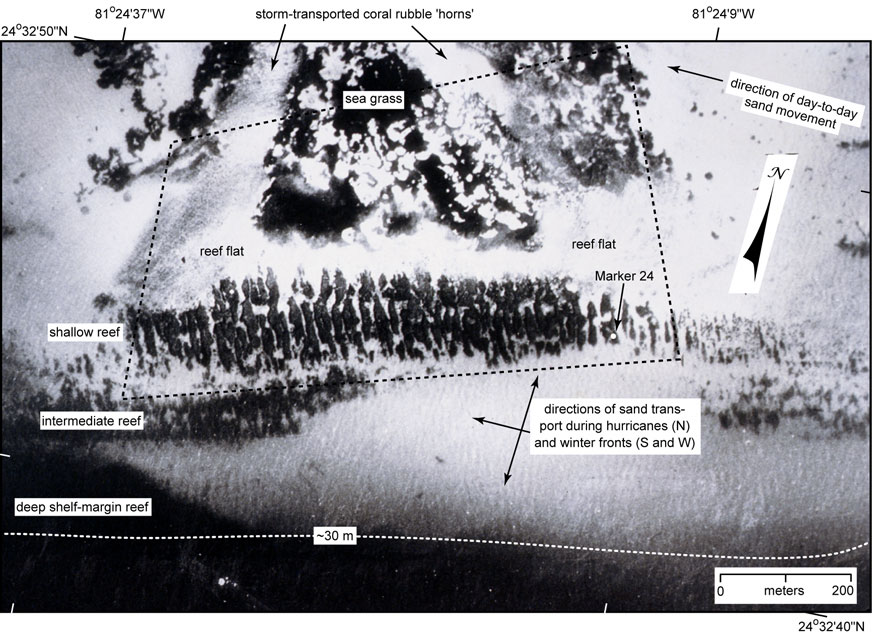 81°24'37"W
storm-transported coral rubble 'horns'
81°24'9"W
24°32'50"N
sea grass
direction of day-to-day
sand movement
N
reef flat
reef flat
Marker 24
shallow reef
intermediate reef
directions of sand trans-
port during hurricanes (N)
and winter fronts (S and W)
deep shelf-margin reef
~30 m
0 meters 200
24°32'40"N